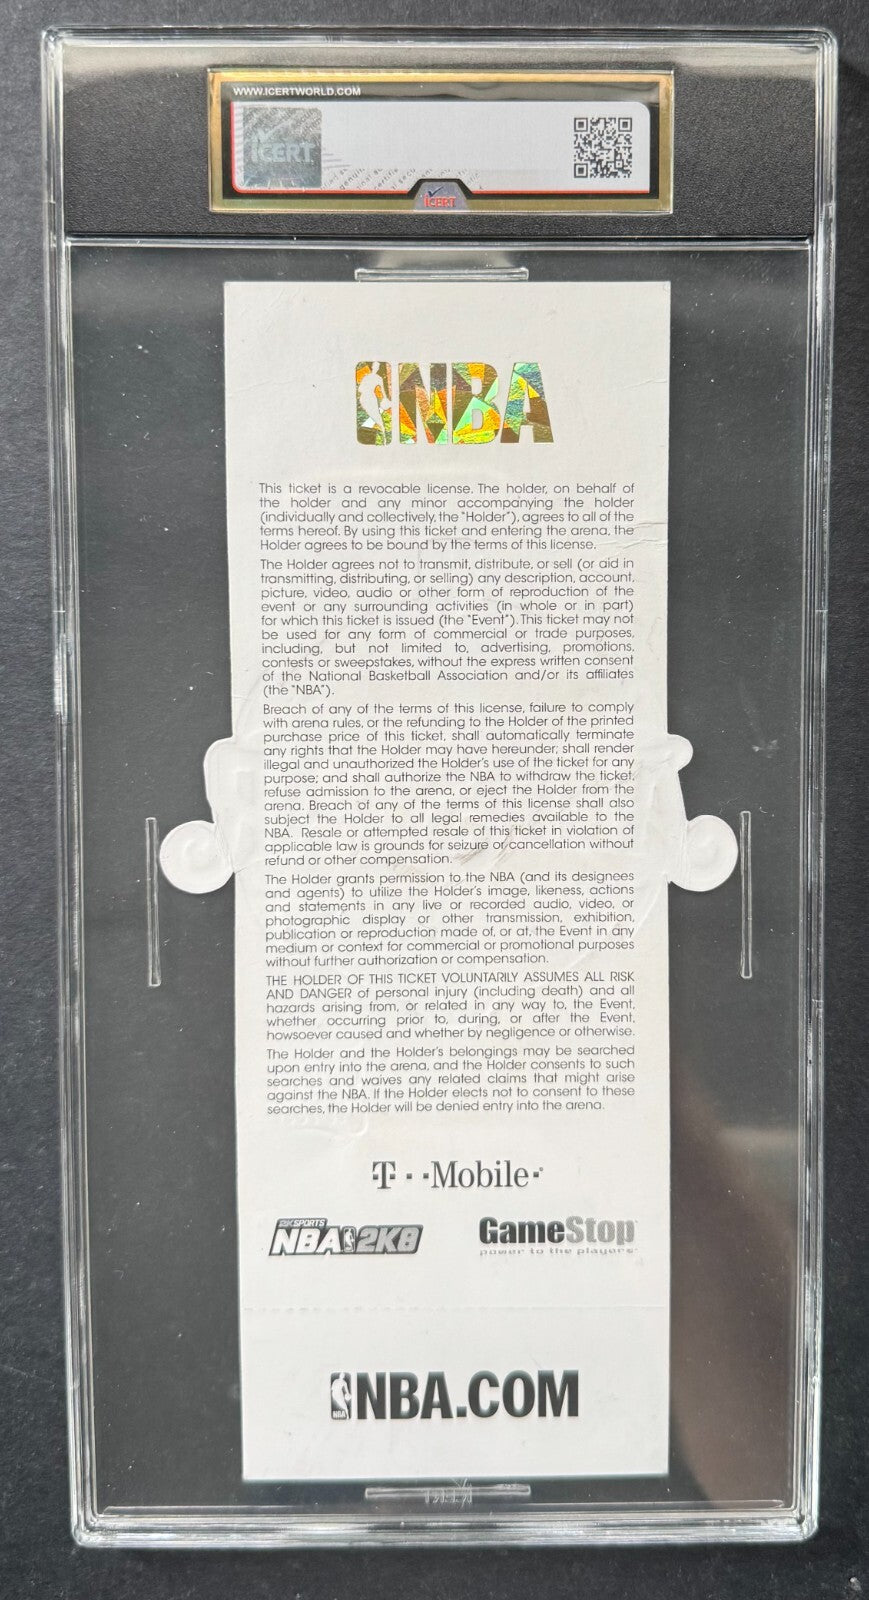 WWW.ICERTWORLD.COM
ICERT
ICERT
NBA
This ticket is a revocable license. The holder, on behalf of
the holder and any minor accompanying the holder
(individually and collectively, the "Holder"), agrees to all of the
terms hereof. By using this ticket and entering the arena, the
Holder agrees to be bound by the terms of this license.
The Holder agrees not to transmit, distribute, or sell (or aid in
transmitting, distributing, or selling) any description, account,
picture, video, audio or other form of reproduction of the
event or any surrounding activities (in whole or in part)
for which this ticket is issued (the "Event"). This ticket may not
be used for any form of commercial or trade purposes,
including, but not limited to, advertising, promotions,
contests or sweepstakes, without the express written consent
of the National Basketball Association and/or its affiliates
(the "NBA").
Breach of any of the terms of this license, failure to comply
with arena rules, or the refunding to the Holder of the printed
purchase price of this ticket, shall automatically terminate
any rights that the Holder may have hereunder; shall render
illegal and unauthorized the Holder's use of the ticket for any
purpose; and shall authorize the NBA to withdraw the ticket,
refuse admission to the arena, or eject the Holder from the
arena. Breach of any of the terms of this license shall also
subject the Holder to all legal remedies available to the
NBA. Resale or attempted resale of this ticket in violation of
applicable law is grounds for seizure or cancellation without
refund or other compensation.
The Holder grants permission to the NBA (and its designees
and agents) to utilize the Holder's image, likeness, actions
and statements in any live or recorded audio, video, or
photographic display or other transmission, exhibition,
publication or reproduction made of, or at, the Event in any
medium or context for commercial or promotional purposes
without further authorization or compensation.
THE HOLDER OF THIS TICKET VOLUNTARILY ASSUMES ALL RISK
AND DANGER of personal injury (including death) and all
hazards arising from, or related in any way to, the Event,
whether occurring prior to, during, or after the Event,
howsoever caused and whether by negligence or otherwise.
The Holder and the Holder's belongings may be searched
upon entry into the arena, and the Holder consents to such
searches and waives any related claims that might arise
against the NBA. If the Holder elects not to consent to these
searches, the Holder will be denied entry into the arena.
T··Mobile·
2KSPORTS
NBA 2K8
GameStop
power to the players
NBA
NBA.COM